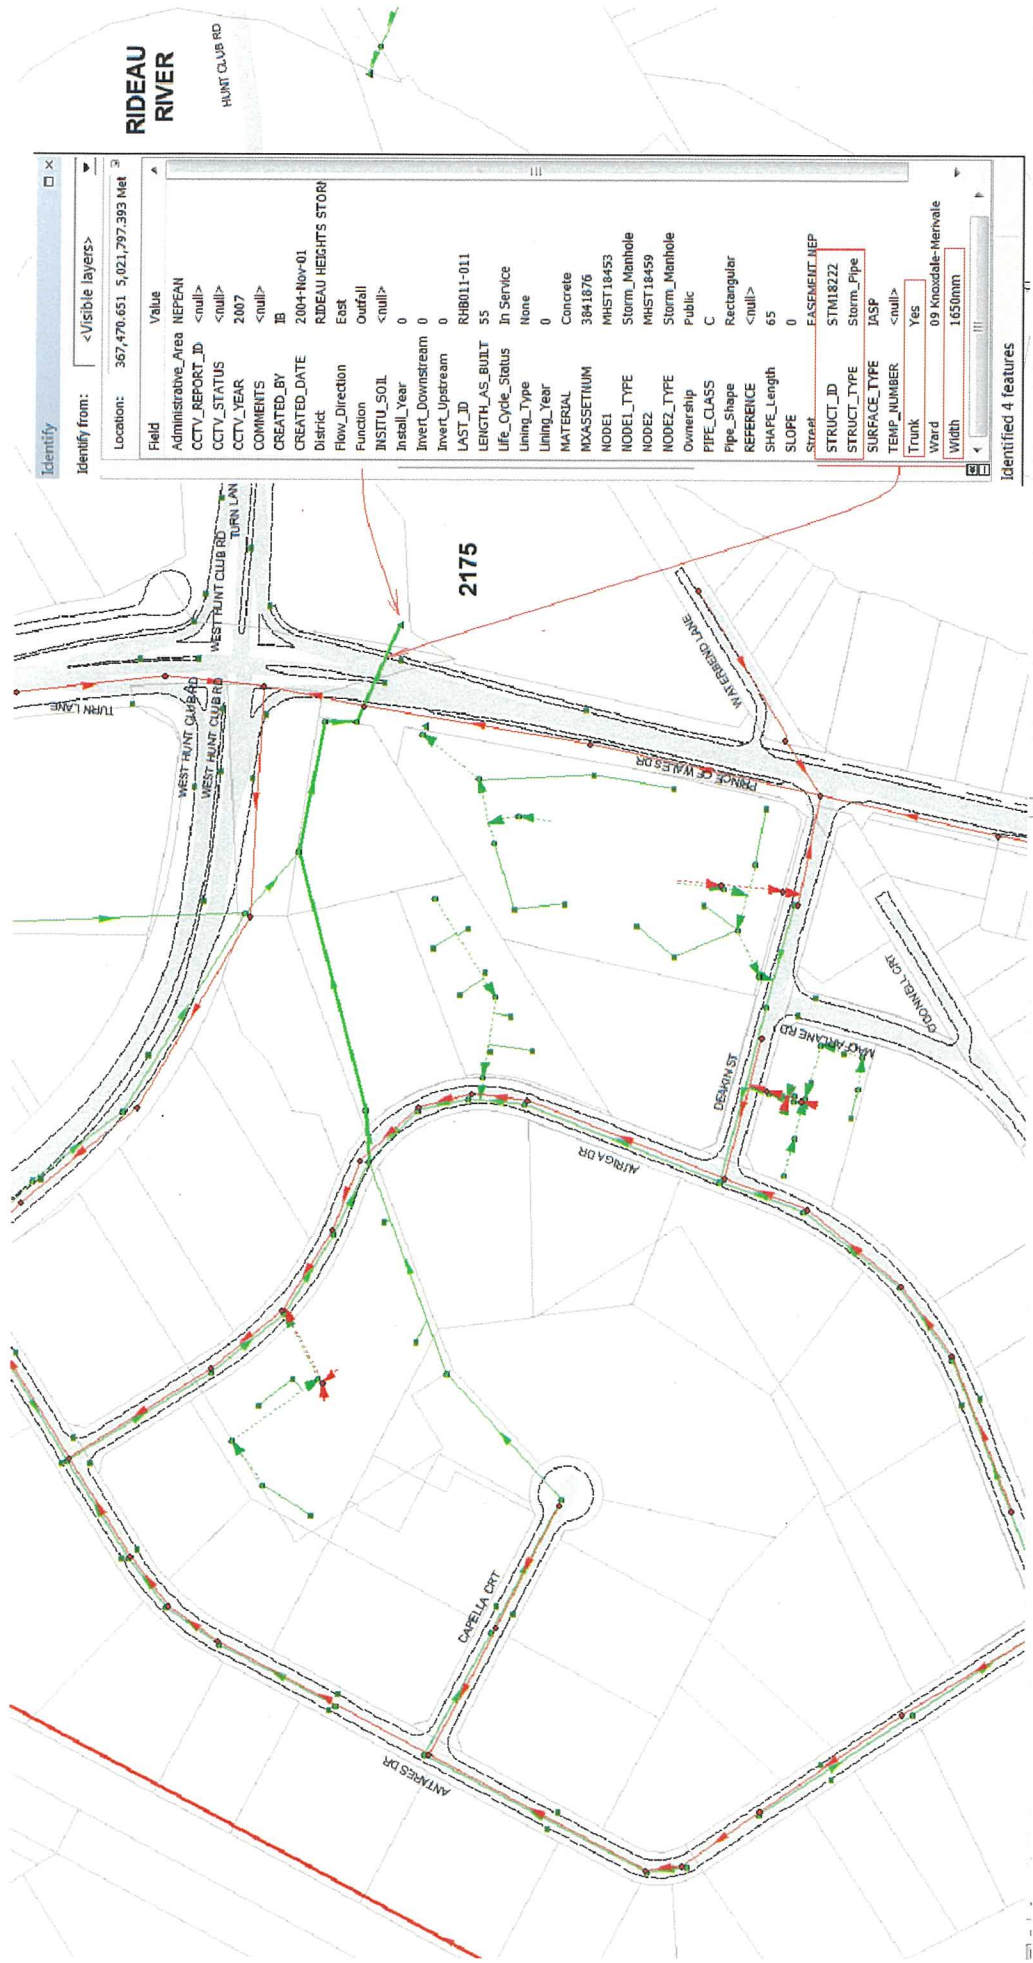 RIDEAU
RIVER
HUNT CLUB RD
Identify
Identify from: <Visible layers>
Location: 367,470.651 5,021,797.393 Met
Field Value
Administrative_Area NEPEAN
CCTV_REPORT_ID <null>
CCTV_STATUS <null>
CCTV_YEAR 2007
COMMENTS <null>
CREATED_BY IB
CREATED_DATE 2004-Nov-01
District RIDEAU HEIGHTS STORM
Flow_Direction East
Function Outfall
INSITU_SOIL <null>
Install_Year 0
Invert_Downstream 0
Invert_Upstream 0
LAST_ID RHB011-011
LENGTH_AS_BUILT 55
Life_Cycle_Status In Service
Lining_Type None
Lining_Year 0
MATERIAL Concrete
MXASSETNUM 3841876
NODE1 MHST18453
NODE1_TYPE Storm_Manhole
NODE2 MHST18459
NODE2_TYPE Storm_Manhole
Ownership Public
PIPE_CLASS C
Pipe_Shape Rectangular
REFERENCE <null>
SHAPE_Length 65
SLOPE 0
Street EASEMENT_NEP
STRUCT_ID STM18222
STRUCT_TYPE Storm_Pipe
SURFACE_TYPE IASP
TEMP_NUMBER <null>
Trunk Yes
Ward 09 Knoxdale-Merivale
Width 1650mm
Identified 4 features
2175
TURN LANE
WEST HUNT CLUB RD
WEST HUNT CLUB RD
WEST HUNT CLUB RD
TURN LAN
WATERBEND LANE
PRINCE OF WALES DR
O'DONNELL CRT
MACFARLANE RD
DEAKIN ST
AURIGA DR
CAPELLA CRT
ANTARES DR